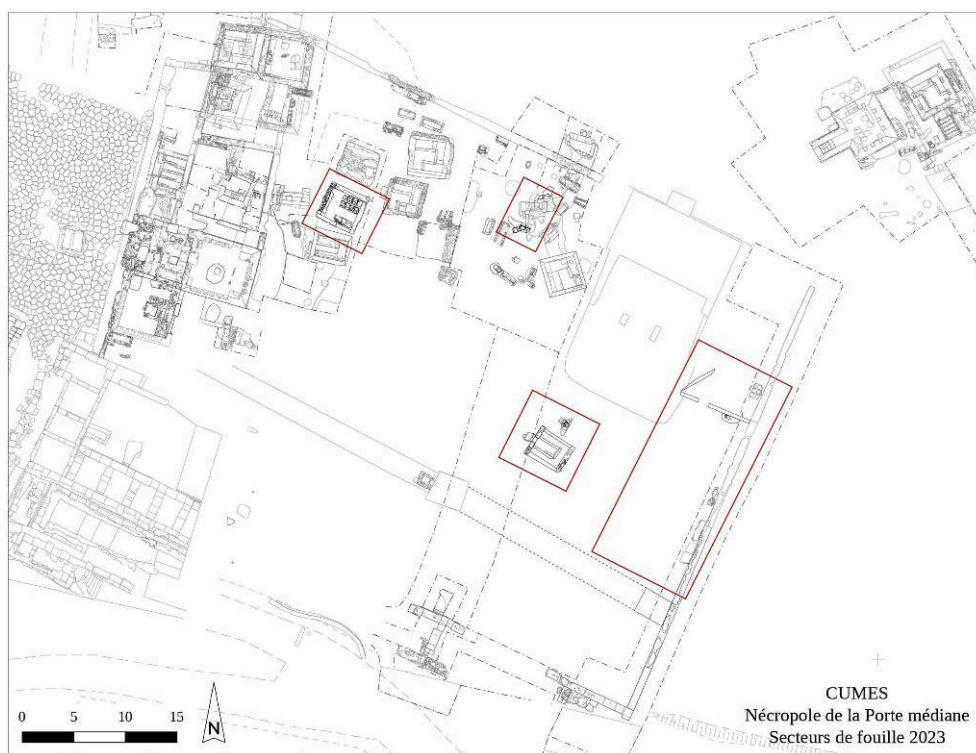 0 5 10 15
N
CUMES
Nécropole de la Porte médiane
Secteurs de fouille 2023